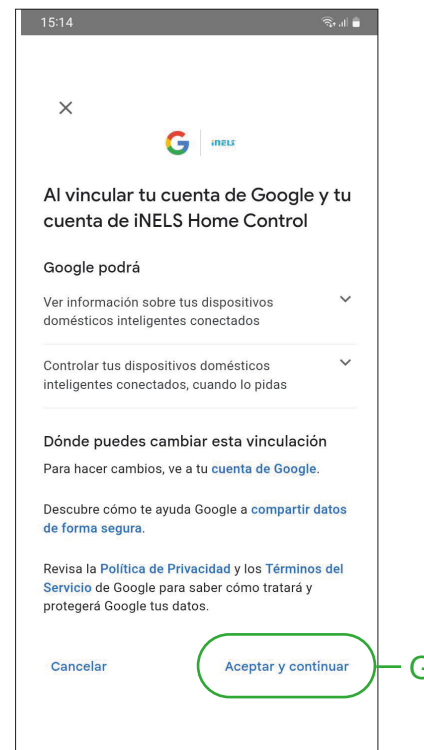 15:14
G iNELS
Al vincular tu cuenta de Google y tu
cuenta de iNELS Home Control
Google podrá
Ver información sobre tus dispositivos
domésticos inteligentes conectados
Controlar tus dispositivos domésticos
inteligentes conectados, cuando lo pidas
Dónde puedes cambiar esta vinculación
Para hacer cambios, ve a tu cuenta de Google.
Descubre cómo te ayuda Google a compartir datos
de forma segura.
Revisa la Política de Privacidad y los Términos del
Servicio de Google para saber cómo tratará y
protegerá Google tus datos.
Cancelar Aceptar y continuar G